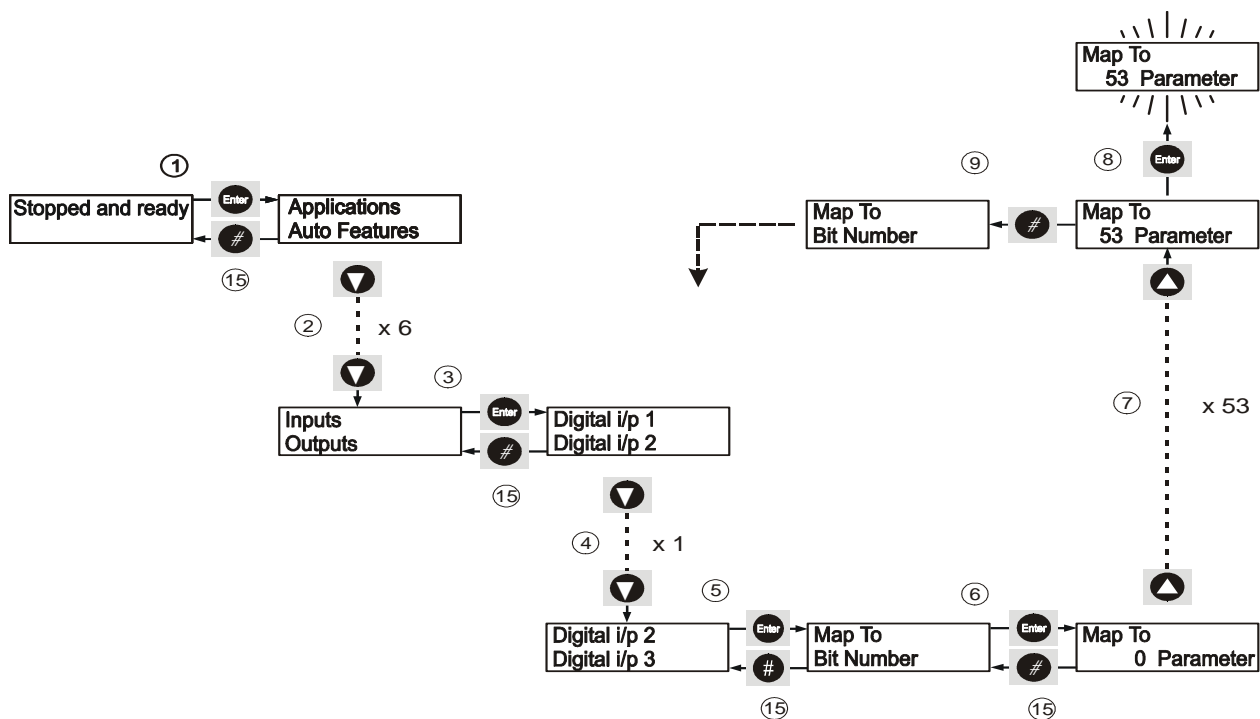 Map To
53 Parameter
①
⑨
⑧
Enter
Stopped and ready
Enter
Applications
Auto Features
#
⑮
Map To
Bit Number
#
Map To
53 Parameter
②
x 6
③
Inputs
Outputs
Enter
#
Digital i/p 1
Digital i/p 2
⑮
⑦
x 53
④
x 1
⑤
⑥
Digital i/p 2
Digital i/p 3
Enter
#
Map To
Bit Number
Enter
#
Map To
0 Parameter
⑮
⑮